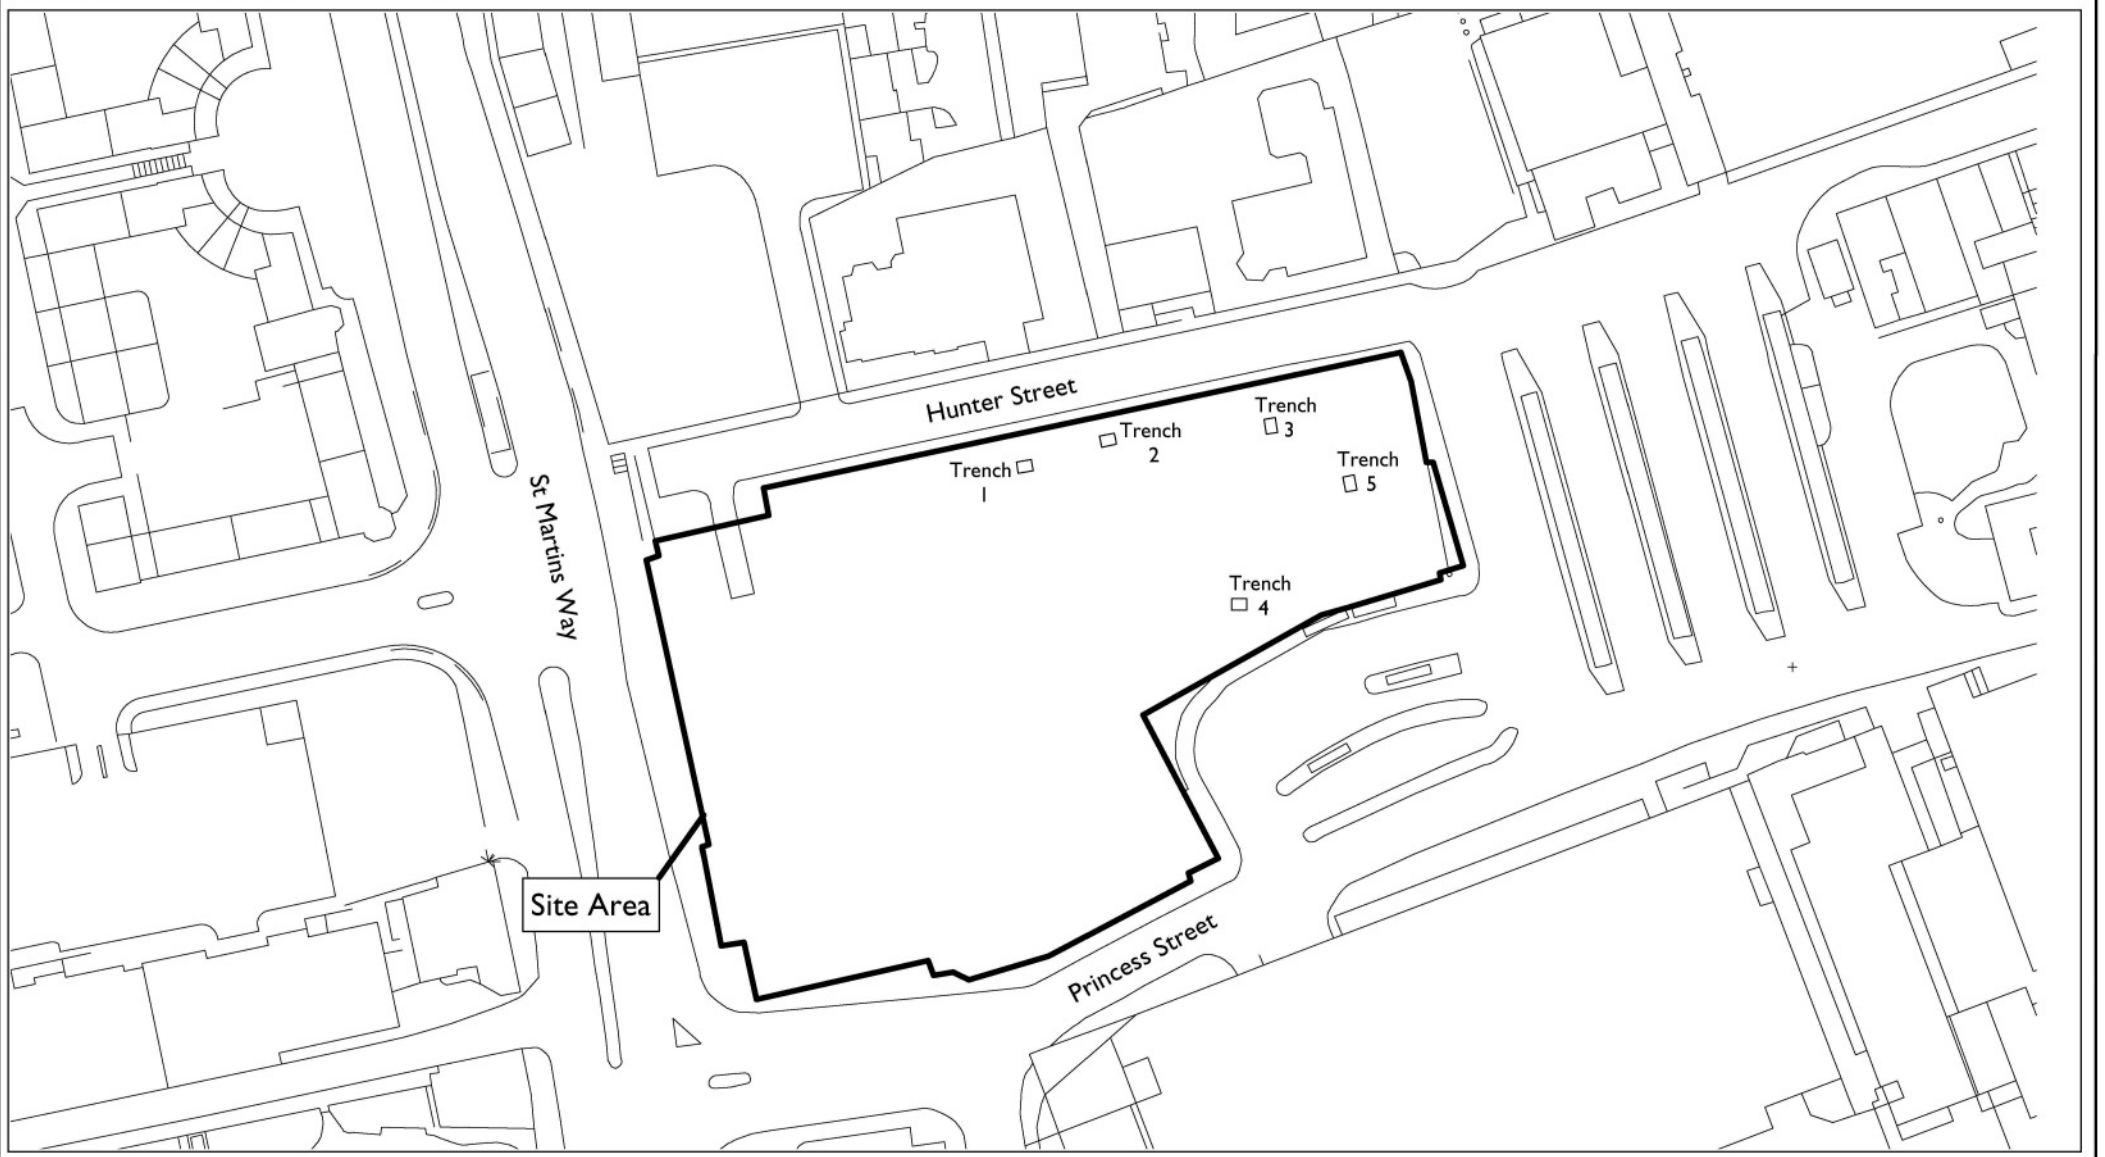 Hunter Street
Trench
3
Trench
2
Trench
1
Trench
5
St Martins Way
Trench
4
Site Area
Princess Street